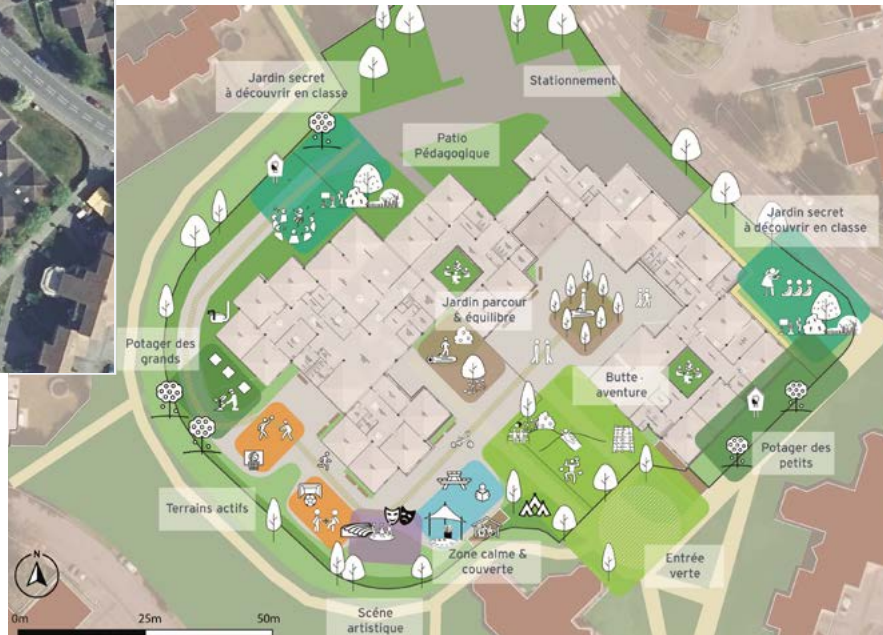 Jardin secret
à découvrir en classe
Stationnement
Patio
Pédagogique
Jardin secret
à découvrir en classe
Jardin parcour
& équilibre
Potager des
grands
Butte
aventure
Potager des
petits
Terrains actifs
Zone calme &
couverte
Entrée
verte
Scéne
artistique
N
0m
25m
50m